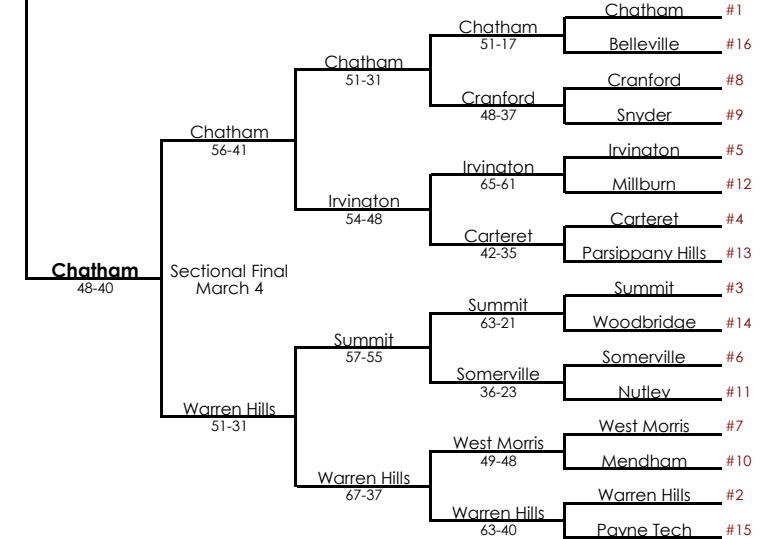 Chatham #1
Chatham
51-17
Belleville #16
Chatham
51-31
Cranford #8
Cranford
48-37
Snyder #9
Chatham
56-41
Irvington #5
Irvington
65-61
Millburn #12
Irvington
54-48
Carteret #4
Carteret
42-35
Parsippany Hills #13
Chatham
48-40
Sectional Final
March 4
Summit #3
Summit
63-21
Woodbridge #14
Summit
57-55
Somerville #6
Somerville
36-23
Nutley #11
Warren Hills
51-31
West Morris #7
West Morris
49-48
Mendham #10
Warren Hills
67-37
Warren Hills #2
Warren Hills
63-40
Payne Tech #15